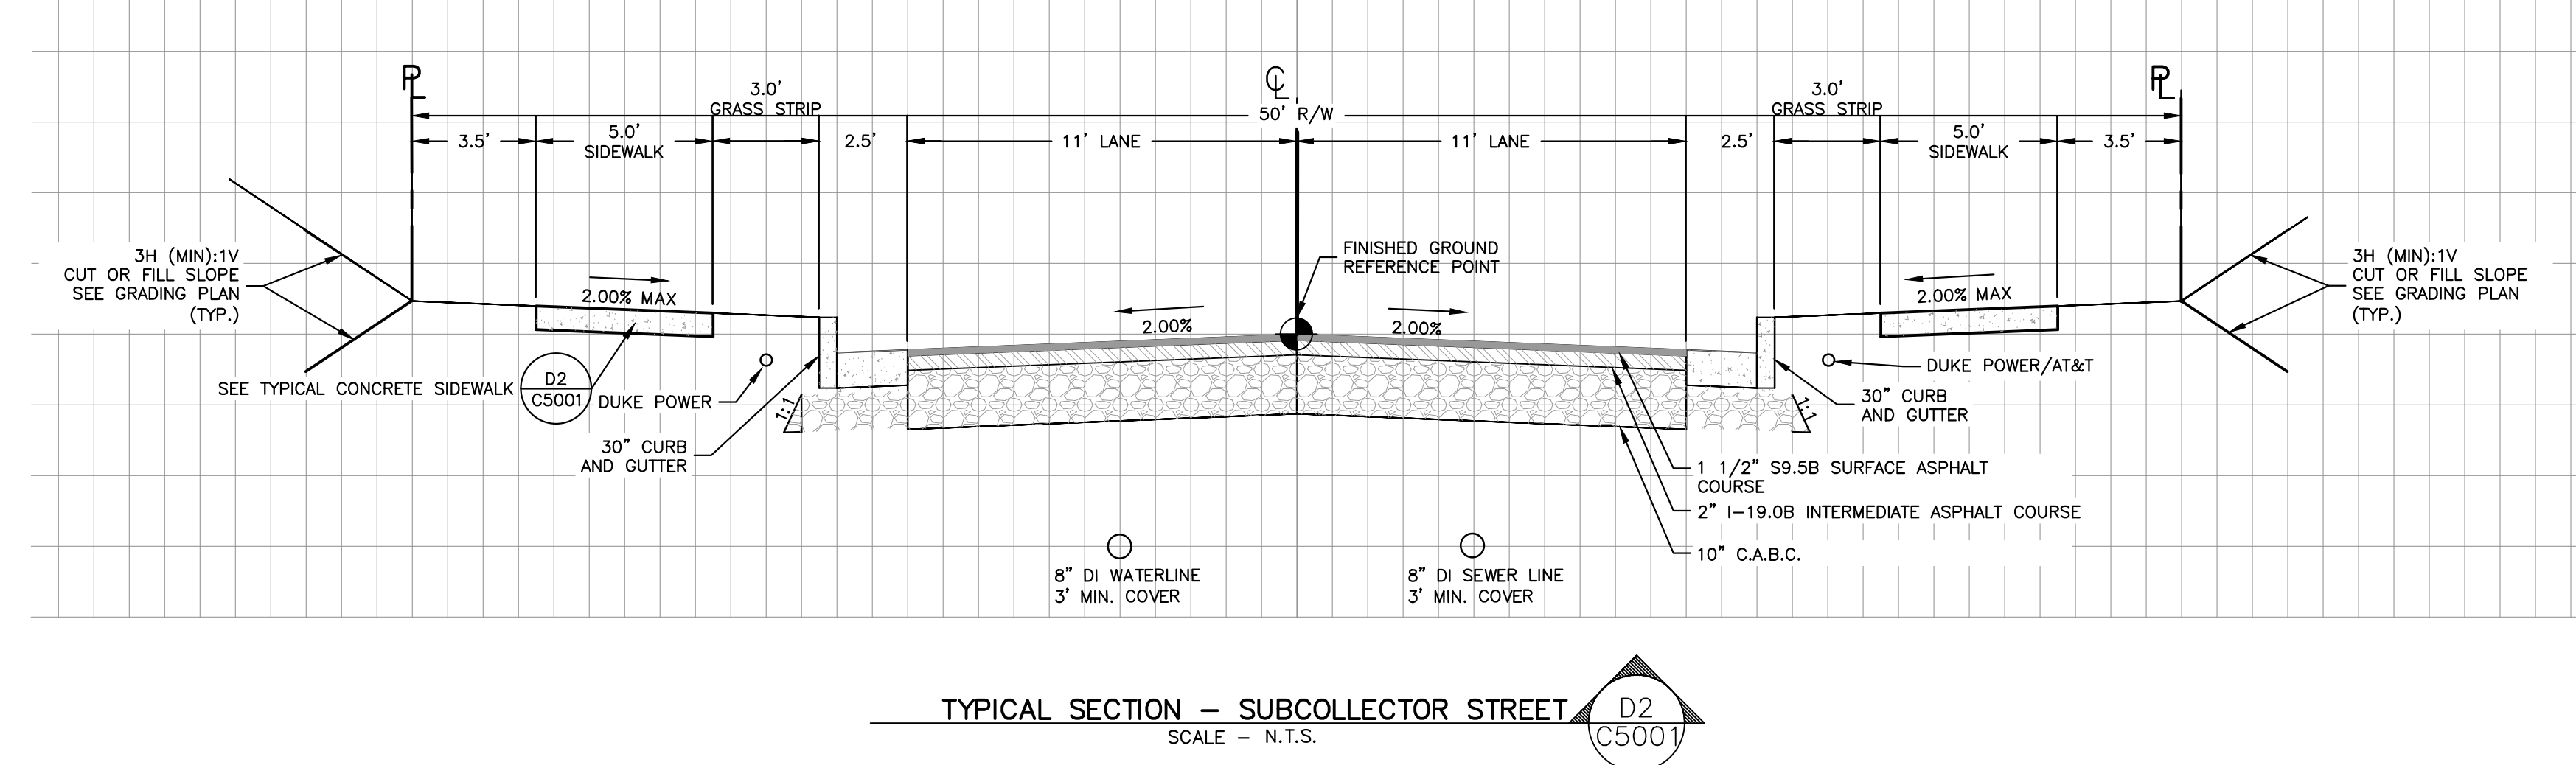 PL
CL
PL
3.0'
GRASS STRIP
50' R/W
3.0'
GRASS STRIP
3.5'
5.0'
SIDEWALK
2.5'
11' LANE
11' LANE
2.5'
5.0'
SIDEWALK
3.5'
3H (MIN):1V
CUT OR FILL SLOPE
SEE GRADING PLAN
(TYP.)
2.00% MAX
FINISHED GROUND
REFERENCE POINT
2.00%
2.00%
2.00% MAX
3H (MIN):1V
CUT OR FILL SLOPE
SEE GRADING PLAN
(TYP.)
SEE TYPICAL CONCRETE SIDEWALK
D2
C5001
DUKE POWER
1:1
30" CURB
AND GUTTER
DUKE POWER/AT&T
1:1
30" CURB
AND GUTTER
1 1/2" S9.5B SURFACE ASPHALT
COURSE
2" I-19.0B INTERMEDIATE ASPHALT COURSE
10" C.A.B.C.
8" DI WATERLINE
3' MIN. COVER
8" DI SEWER LINE
3' MIN. COVER
TYPICAL SECTION - SUBCOLLECTOR STREET
SCALE - N.T.S.
D2
C5001